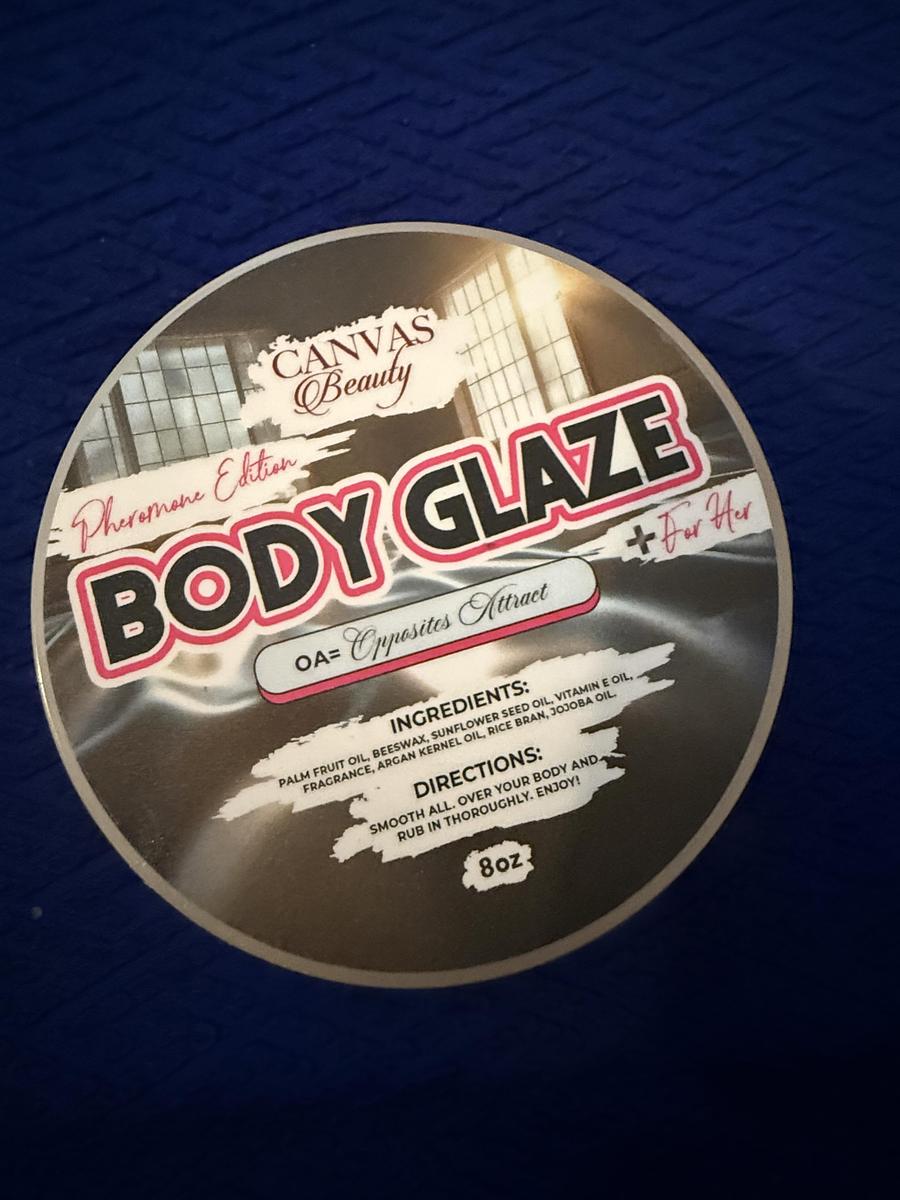 CANVAS
Beauty
Pheromone Edition
BODY GLAZE
+ For Her
OA= Opposites Attract
INGREDIENTS:
PALM FRUIT OIL, BEESWAX, SUNFLOWER SEED OIL, VITAMIN E OIL,
FRAGRANCE, ARGAN KERNEL OIL, RICE BRAN, JOJOBA OIL.
DIRECTIONS:
SMOOTH ALL. OVER YOUR BODY AND
RUB IN THOROUGHLY. ENJOY!
8oz